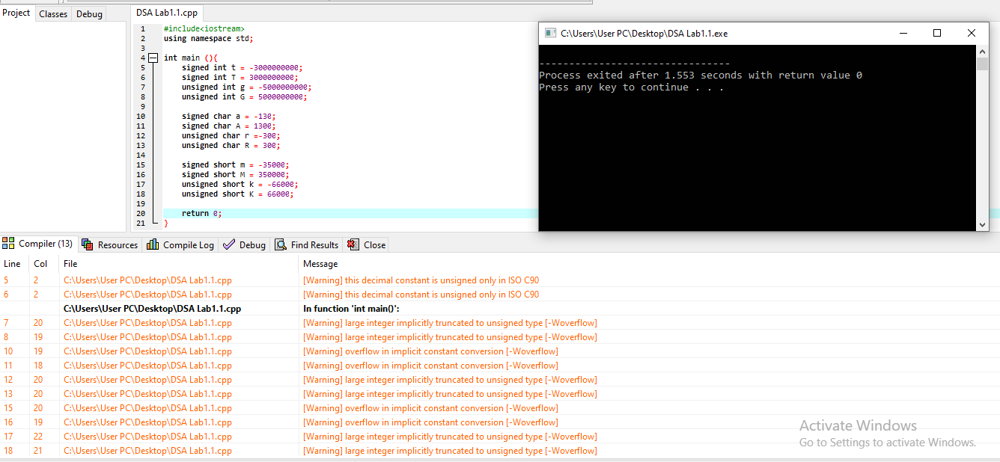 Project Classes Debug
DSA Lab1.1.cpp
1 #include<iostream>
2 using namespace std;
3
4 int main (){
5 signed int t = -3000000000;
6 signed int T = 3000000000;
7 unsigned int g = -5000000000;
8 unsigned int G = 5000000000;
9
10 signed char a = -130;
11 signed char A = 1300;
12 unsigned char r =-300;
13 unsigned char R = 300;
14
15 signed short m = -35000;
16 signed short M = 350000;
17 unsigned short k = -66000;
18 unsigned short K = 66000;
19
20 return 0;
21 }
C:\Users\User PC\Desktop\DSA Lab1.1.exe
--------------------------------
Process exited after 1.553 seconds with return value 0
Press any key to continue . . .
Compiler (13) Resources Compile Log Debug Find Results Close
Line Col File Message
5 2 C:\Users\User PC\Desktop\DSA Lab1.1.cpp [Warning] this decimal constant is unsigned only in ISO C90
6 2 C:\Users\User PC\Desktop\DSA Lab1.1.cpp [Warning] this decimal constant is unsigned only in ISO C90
C:\Users\User PC\Desktop\DSA Lab1.1.cpp In function 'int main()':
7 20 C:\Users\User PC\Desktop\DSA Lab1.1.cpp [Warning] large integer implicitly truncated to unsigned type [-Woverflow]
8 19 C:\Users\User PC\Desktop\DSA Lab1.1.cpp [Warning] large integer implicitly truncated to unsigned type [-Woverflow]
10 19 C:\Users\User PC\Desktop\DSA Lab1.1.cpp [Warning] overflow in implicit constant conversion [-Woverflow]
11 18 C:\Users\User PC\Desktop\DSA Lab1.1.cpp [Warning] overflow in implicit constant conversion [-Woverflow]
12 20 C:\Users\User PC\Desktop\DSA Lab1.1.cpp [Warning] large integer implicitly truncated to unsigned type [-Woverflow]
13 20 C:\Users\User PC\Desktop\DSA Lab1.1.cpp [Warning] large integer implicitly truncated to unsigned type [-Woverflow]
15 20 C:\Users\User PC\Desktop\DSA Lab1.1.cpp [Warning] overflow in implicit constant conversion [-Woverflow]
16 19 C:\Users\User PC\Desktop\DSA Lab1.1.cpp [Warning] overflow in implicit constant conversion [-Woverflow]
17 22 C:\Users\User PC\Desktop\DSA Lab1.1.cpp [Warning] large integer implicitly truncated to unsigned type [-Woverflow]
18 21 C:\Users\User PC\Desktop\DSA Lab1.1.cpp [Warning] large integer implicitly truncated to unsigned type [-Woverflow]
Activate Windows
Go to Settings to activate Windows.